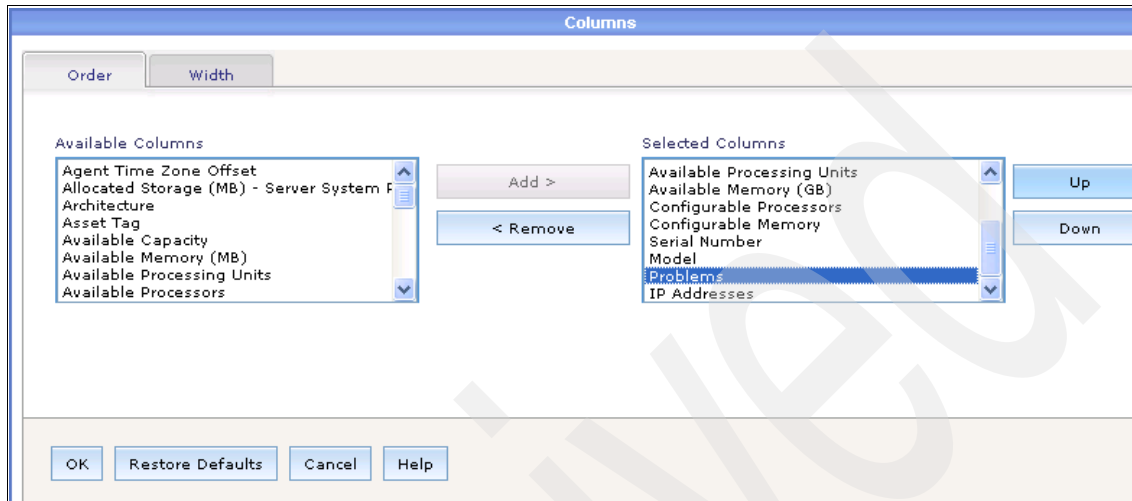 Columns
Order
Width
Available Columns
Agent Time Zone Offset
Allocated Storage (MB) - Server System
Architecture
Asset Tag
Available Capacity
Available Memory (MB)
Available Processing Units
Available Processors
Add >
< Remove
Selected Columns
Available Processing Units
Available Memory (GB)
Configurable Processors
Configurable Memory
Serial Number
Model
Problems
IP Addresses
Up
Down
OK
Restore Defaults
Cancel
Help